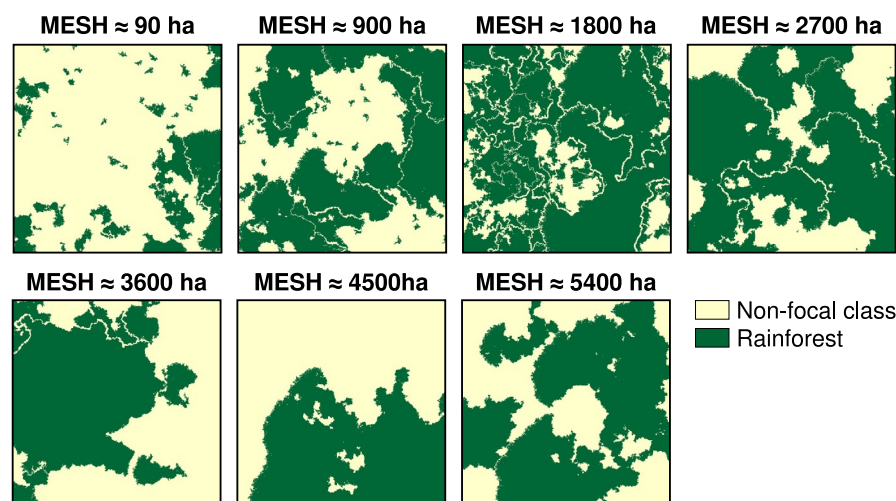 MESH ≈ 90 ha
MESH ≈ 900 ha
MESH ≈ 1800 ha
MESH ≈ 2700 ha
MESH ≈ 3600 ha
MESH ≈ 4500ha
MESH ≈ 5400 ha
Non-focal class
Rainforest